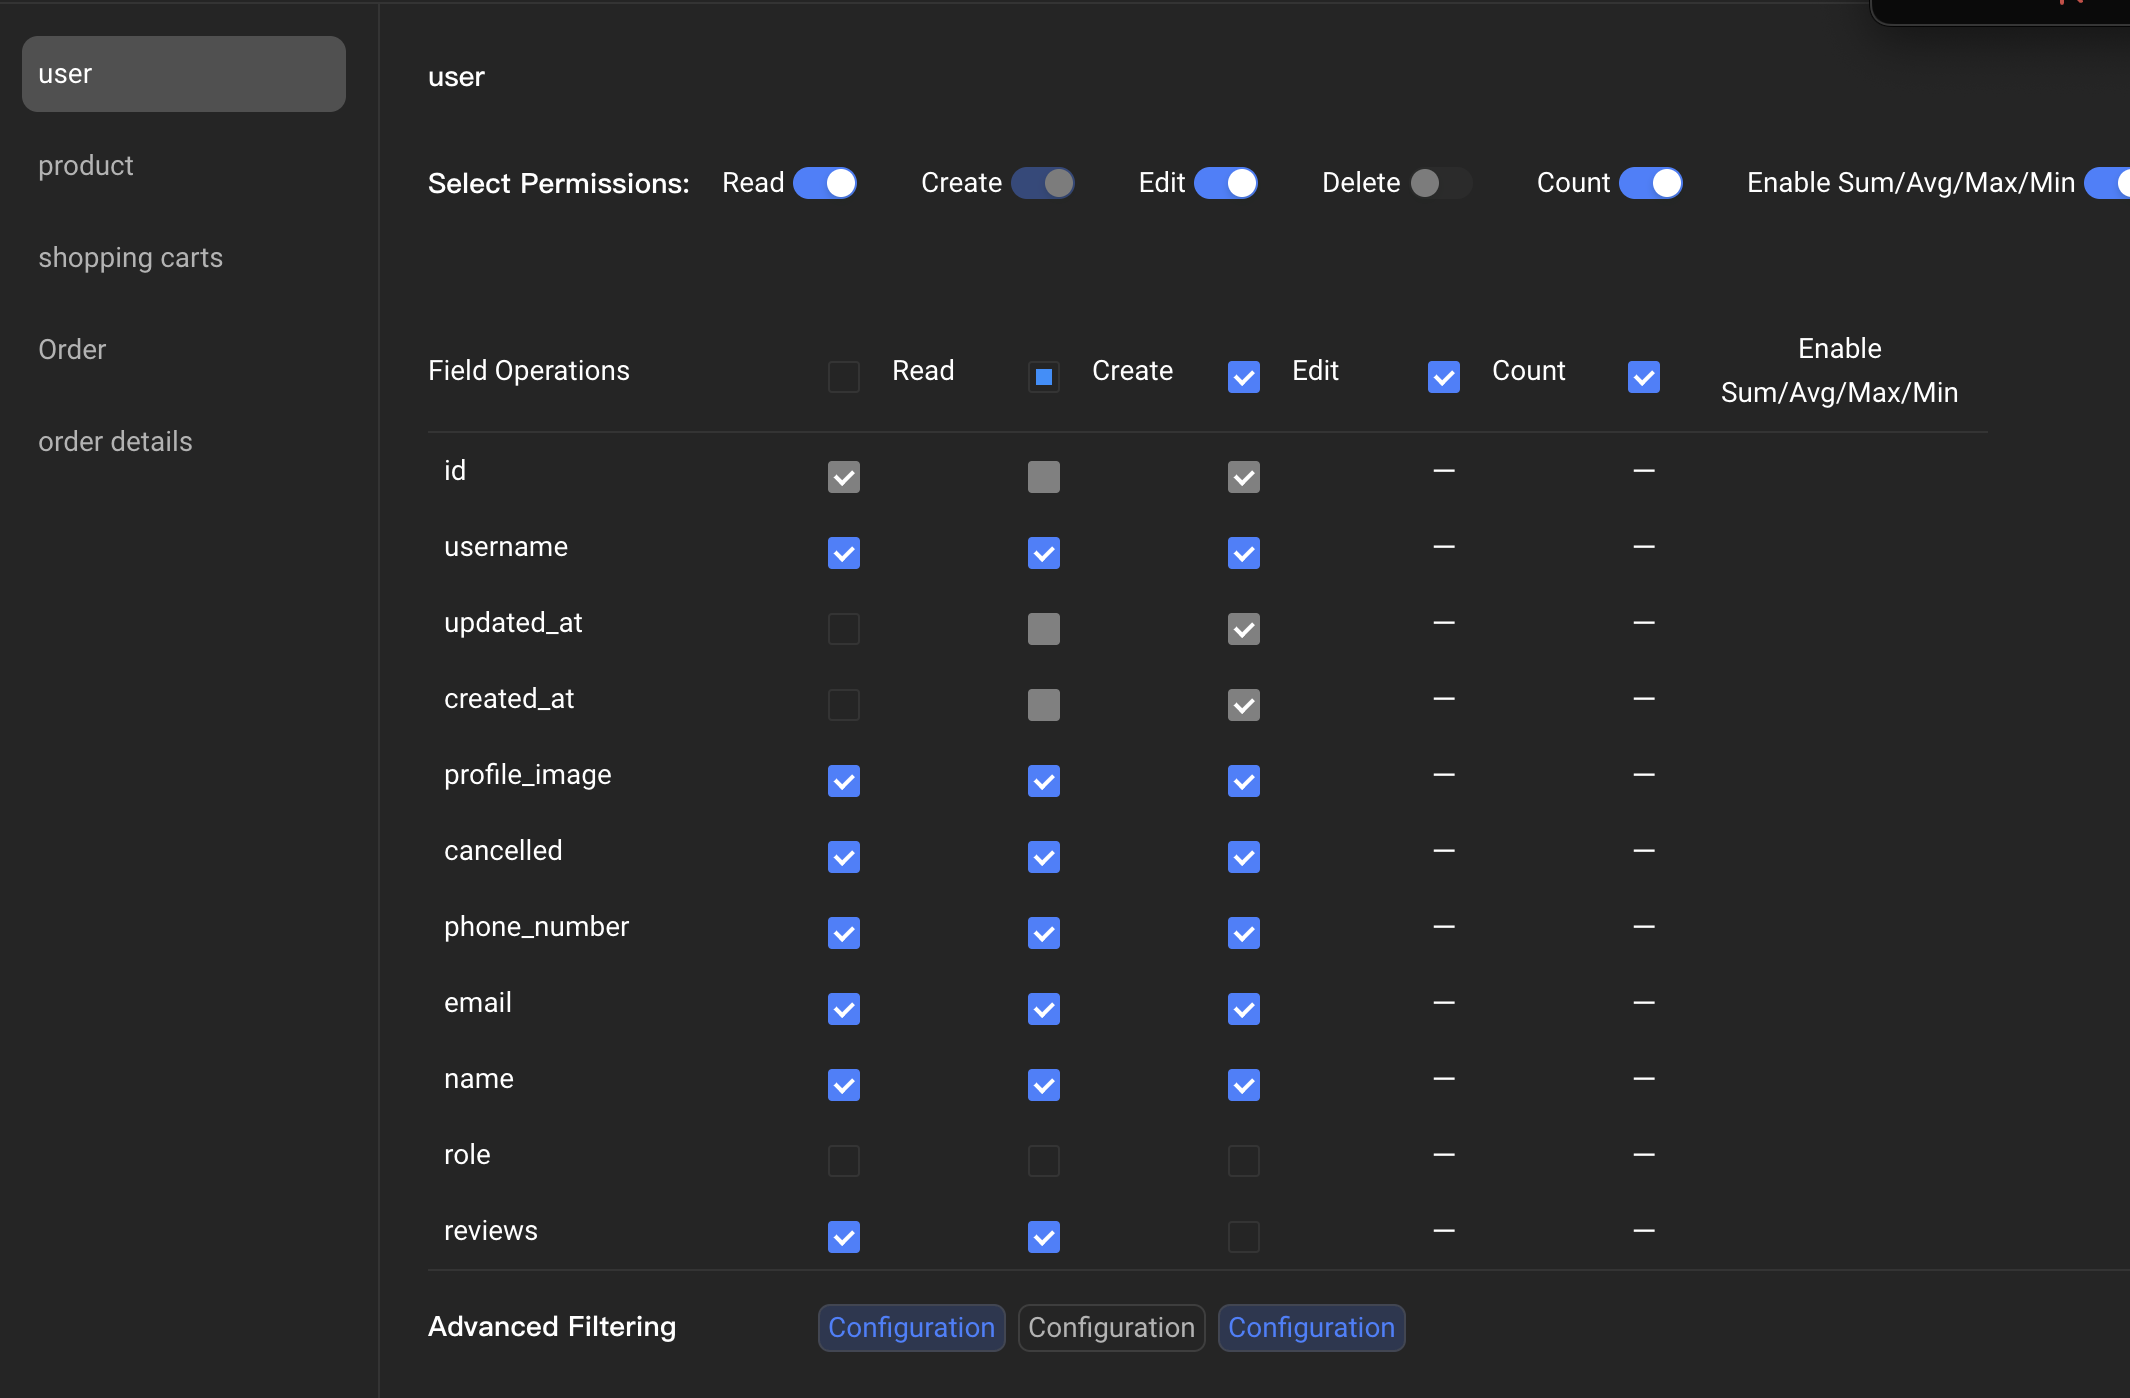 user
product
shopping carts
Order
order details
user
Select Permissions: Read Create Edit Delete Count Enable Sum/Avg/Max/Min
Field Operations Read Create Edit Count Enable
Sum/Avg/Max/Min
id — —
username — —
updated_at — —
created_at — —
profile_image — —
cancelled — —
phone_number — —
email — —
name — —
role — —
reviews — —
Advanced Filtering Configuration Configuration Configuration